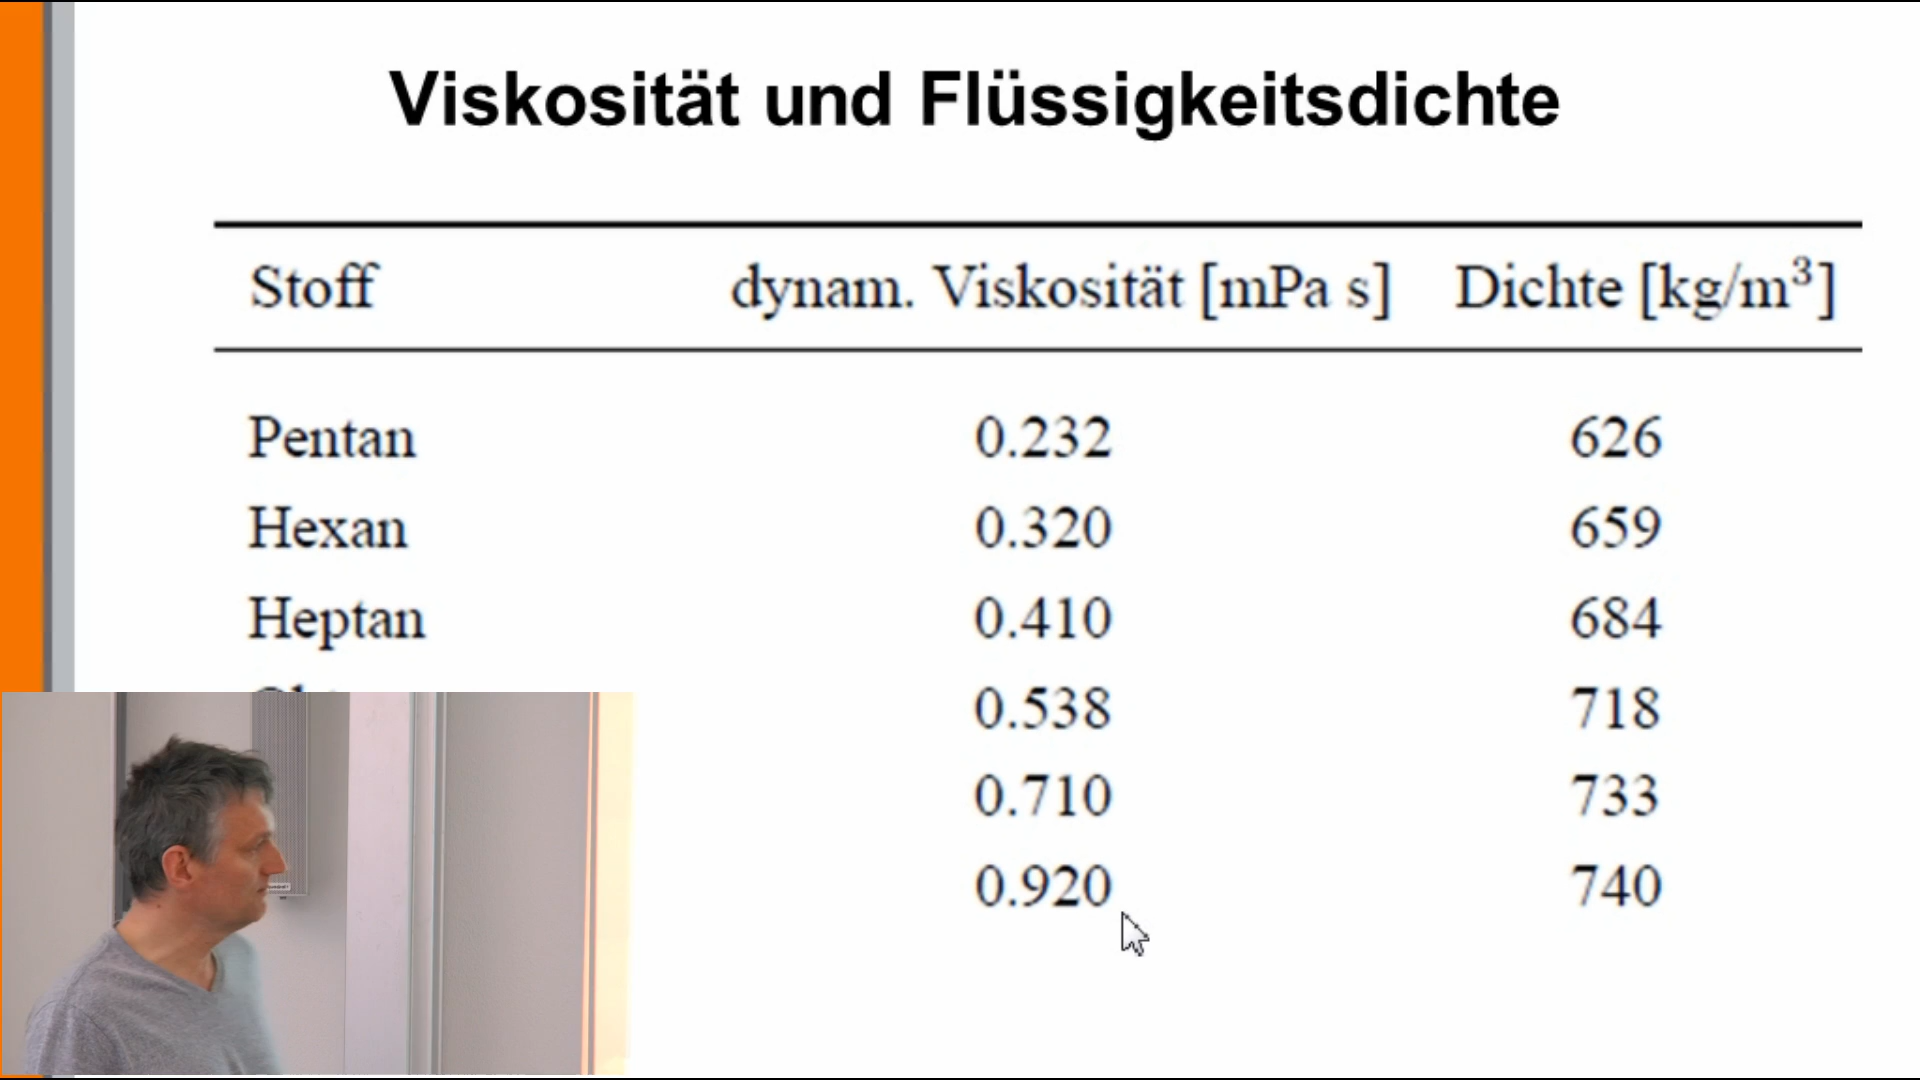 Viskosität und Flüssigkeitsdichte
Stoff dynam. Viskosität [mPa s] Dichte [kg/m³]
Pentan 0.232 626
Hexan 0.320 659
Heptan 0.410 684
0.538 718
0.710 733
0.920 740